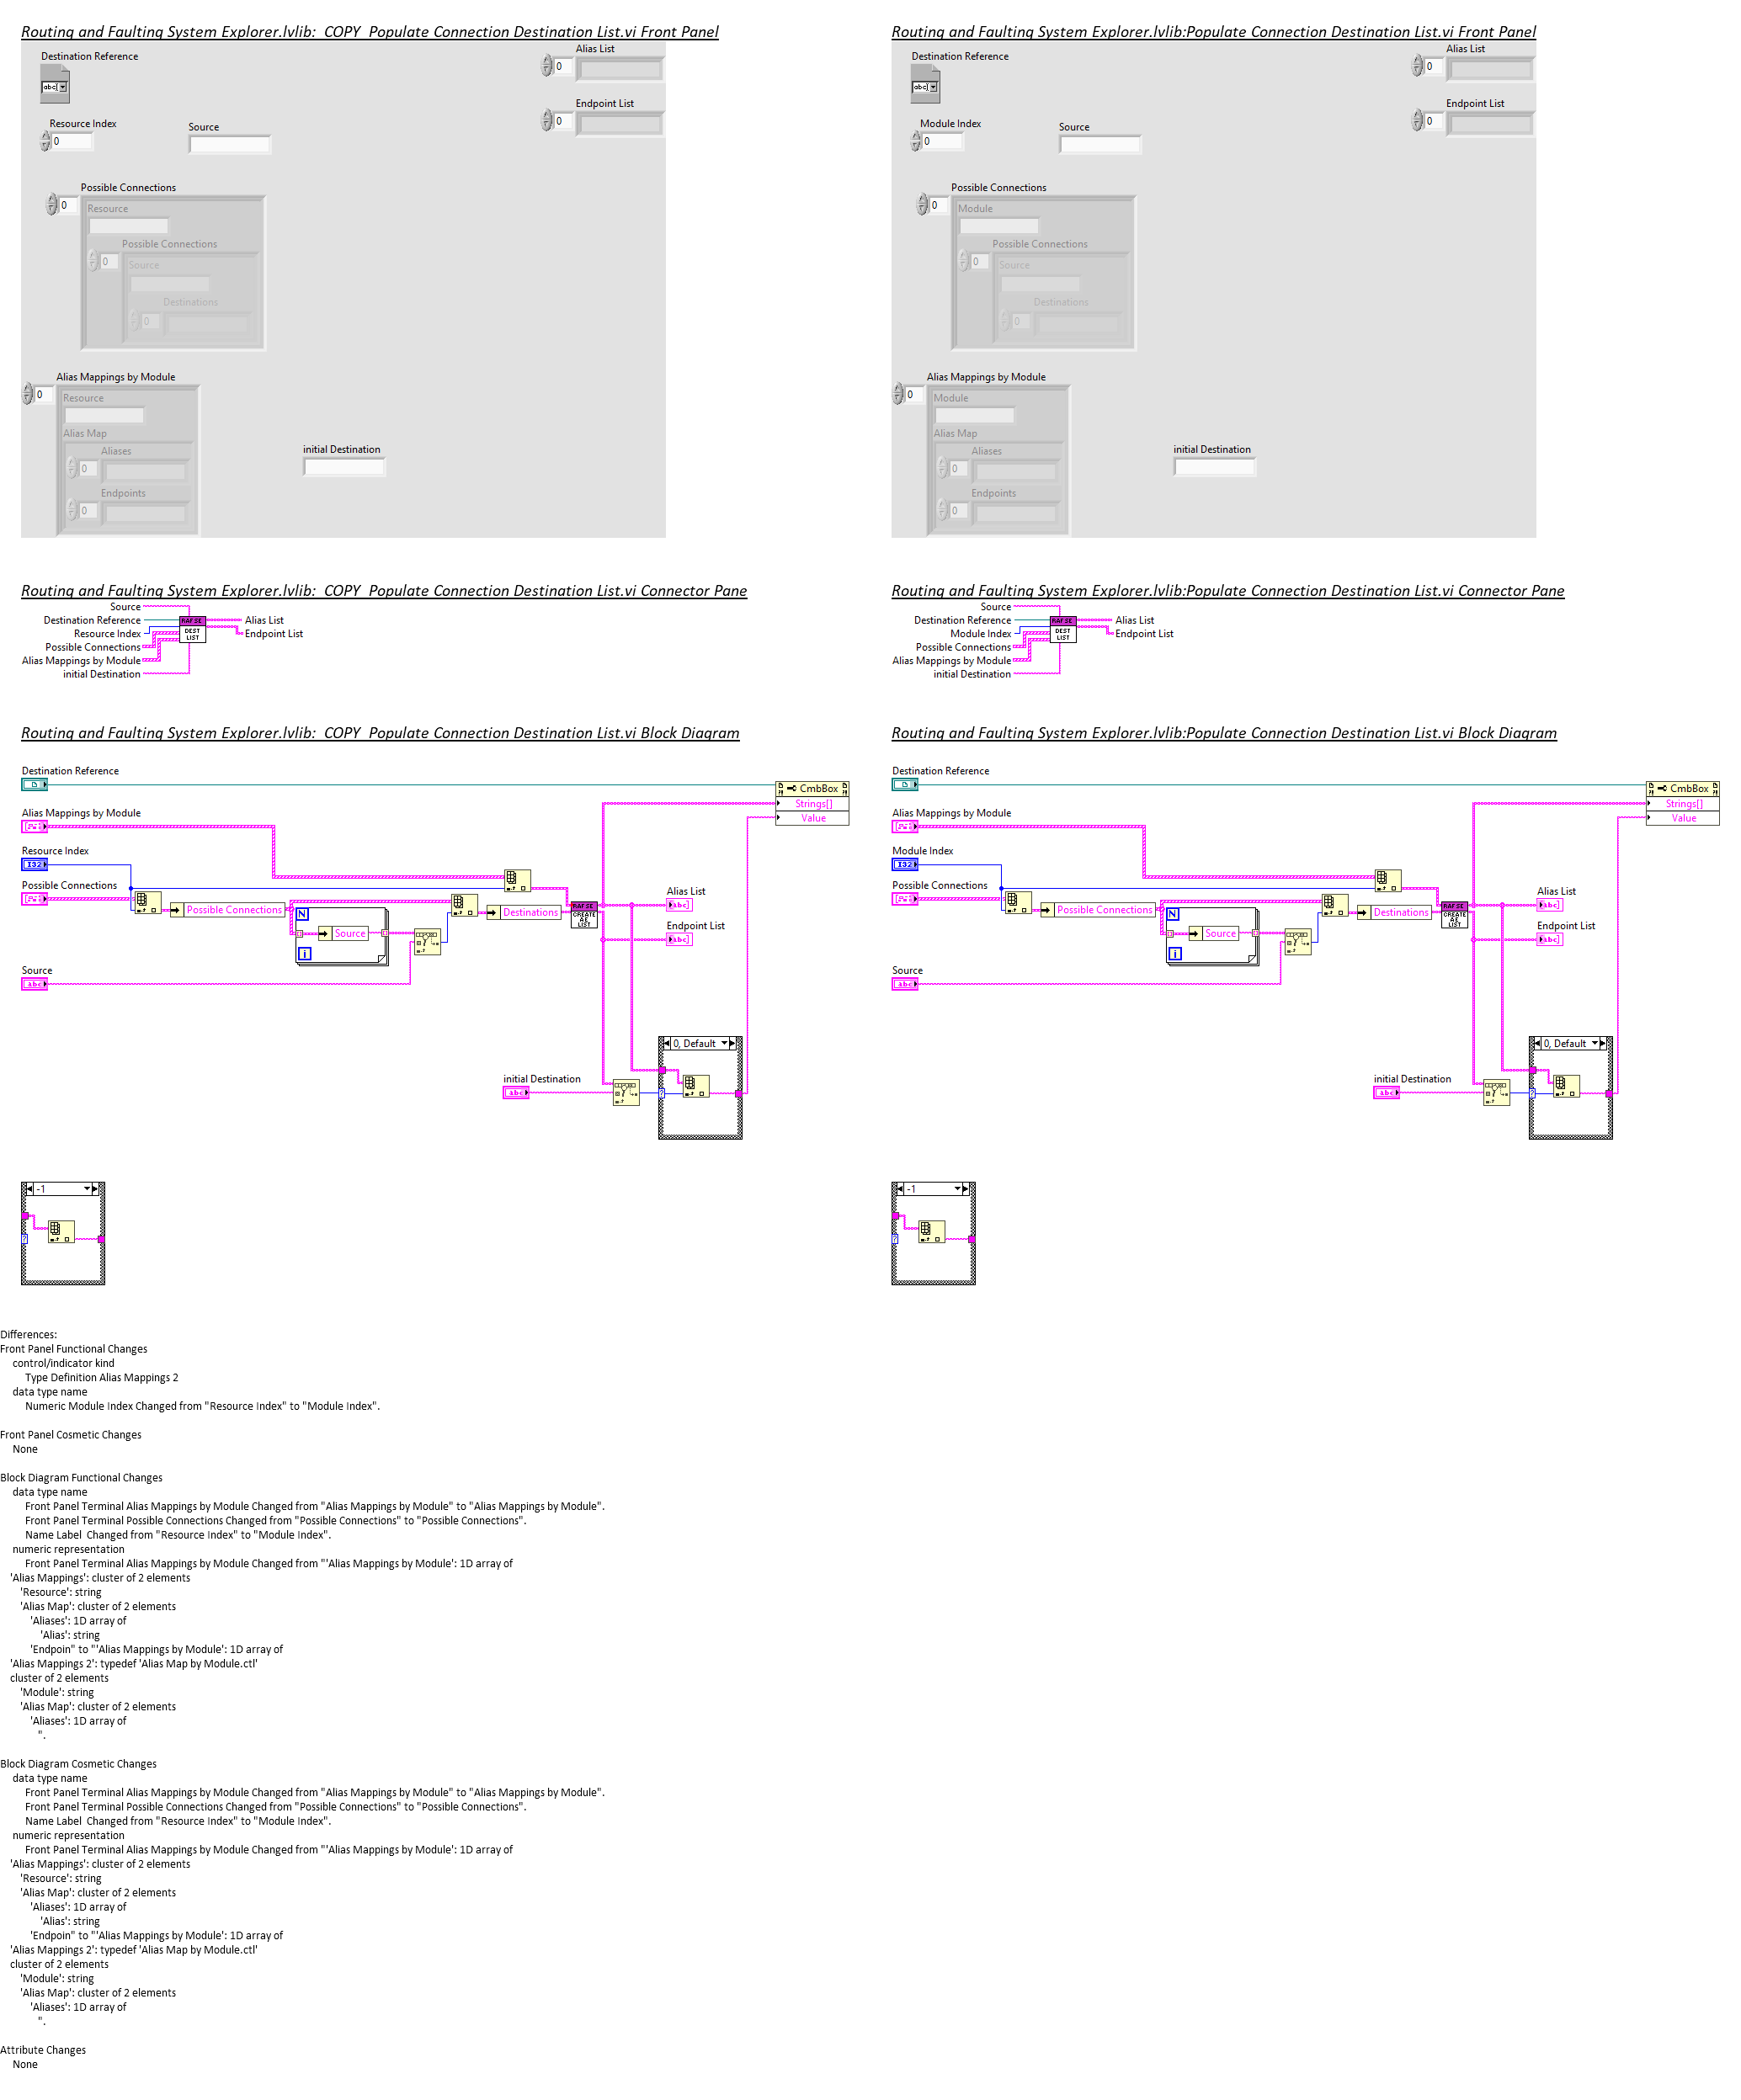 Routing and Faulting System Explorer.lvlib:  COPY  Populate Connection Destination List.vi Front Panel
Destination Reference
abc
Alias List
0
Endpoint List
0
Resource Index
0
Source
Possible Connections
0
Resource
Possible Connections
0
Source
Destinations
0
Alias Mappings by Module
0
Resource
Alias Map
Aliases
0
Endpoints
0
initial Destination
Routing and Faulting System Explorer.lvlib:Populate Connection Destination List.vi Front Panel
Destination Reference
abc
Alias List
0
Endpoint List
0
Module Index
0
Source
Possible Connections
0
Module
Possible Connections
0
Source
Destinations
0
Alias Mappings by Module
0
Module
Alias Map
Aliases
0
Endpoints
0
initial Destination
Routing and Faulting System Explorer.lvlib:  COPY  Populate Connection Destination List.vi Connector Pane
Source
Destination Reference
Resource Index
Possible Connections
Alias Mappings by Module
initial Destination
RAFSE
DEST
LIST
Alias List
Endpoint List
Routing and Faulting System Explorer.lvlib:Populate Connection Destination List.vi Connector Pane
Source
Destination Reference
Module Index
Possible Connections
Alias Mappings by Module
initial Destination
RAFSE
DEST
LIST
Alias List
Endpoint List
Routing and Faulting System Explorer.lvlib:  COPY  Populate Connection Destination List.vi Block Diagram
Destination Reference
CmbBox
Strings[]
Value
Alias Mappings by Module
Resource Index
I32
Possible Connections
Possible Connections
N
Source
i
Destinations
RAFSE
CREATE
AE
LIST
Alias List
abc
Endpoint List
abc
Source
abc
0, Default
initial Destination
abc
?
-1
?
Routing and Faulting System Explorer.lvlib:Populate Connection Destination List.vi Block Diagram
Destination Reference
CmbBox
Strings[]
Value
Alias Mappings by Module
Module Index
I32
Possible Connections
Possible Connections
N
Source
i
Destinations
RAFSE
CREATE
AE
LIST
Alias List
abc
Endpoint List
abc
Source
abc
0, Default
initial Destination
abc
?
-1
?
Differences:
Front Panel Functional Changes
control/indicator kind
Type Definition Alias Mappings 2
data type name
Numeric Module Index Changed from "Resource Index" to "Module Index".
Front Panel Cosmetic Changes
None
Block Diagram Functional Changes
data type name
Front Panel Terminal Alias Mappings by Module Changed from "Alias Mappings by Module" to "Alias Mappings by Module".
Front Panel Terminal Possible Connections Changed from "Possible Connections" to "Possible Connections".
Name Label  Changed from "Resource Index" to "Module Index".
numeric representation
Front Panel Terminal Alias Mappings by Module Changed from "'Alias Mappings by Module': 1D array of
'Alias Mappings': cluster of 2 elements
'Resource': string
'Alias Map': cluster of 2 elements
'Aliases': 1D array of
'Alias': string
'Endpoin" to "'Alias Mappings by Module': 1D array of
'Alias Mappings 2': typedef 'Alias Map by Module.ctl'
cluster of 2 elements
'Module': string
'Alias Map': cluster of 2 elements
'Aliases': 1D array of
".
Block Diagram Cosmetic Changes
data type name
Front Panel Terminal Alias Mappings by Module Changed from "Alias Mappings by Module" to "Alias Mappings by Module".
Front Panel Terminal Possible Connections Changed from "Possible Connections" to "Possible Connections".
Name Label  Changed from "Resource Index" to "Module Index".
numeric representation
Front Panel Terminal Alias Mappings by Module Changed from "'Alias Mappings by Module': 1D array of
'Alias Mappings': cluster of 2 elements
'Resource': string
'Alias Map': cluster of 2 elements
'Aliases': 1D array of
'Alias': string
'Endpoin" to "'Alias Mappings by Module': 1D array of
'Alias Mappings 2': typedef 'Alias Map by Module.ctl'
cluster of 2 elements
'Module': string
'Alias Map': cluster of 2 elements
'Aliases': 1D array of
".
Attribute Changes
None